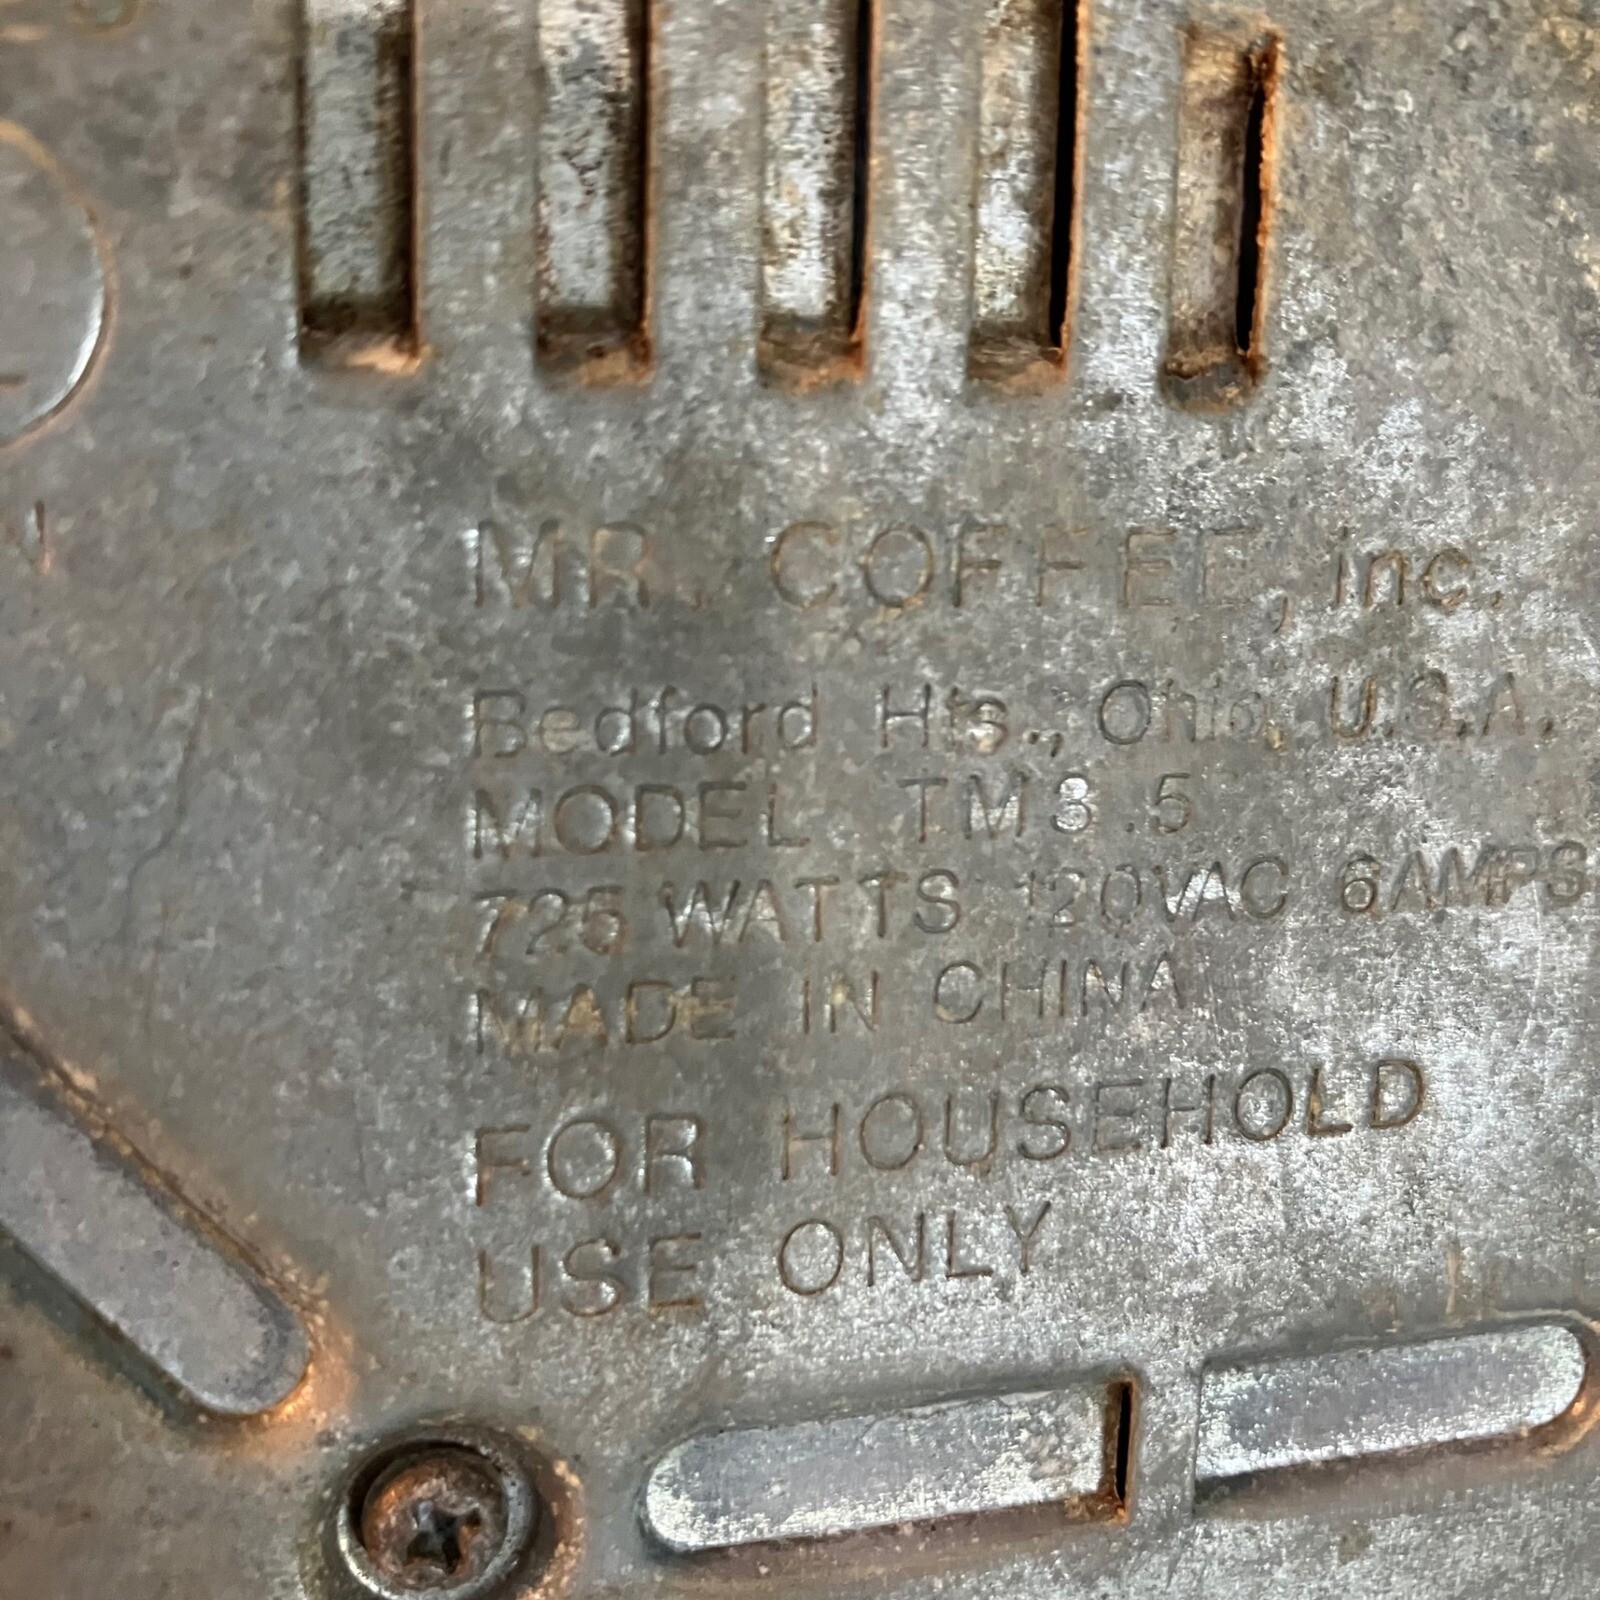 MR. COFFEE, inc.
Bedford Hts., Ohio, U.S.A.
MODEL TM3.5
725 WATTS 120VAC 6AMPS
MADE IN CHINA
FOR HOUSEHOLD
USE ONLY